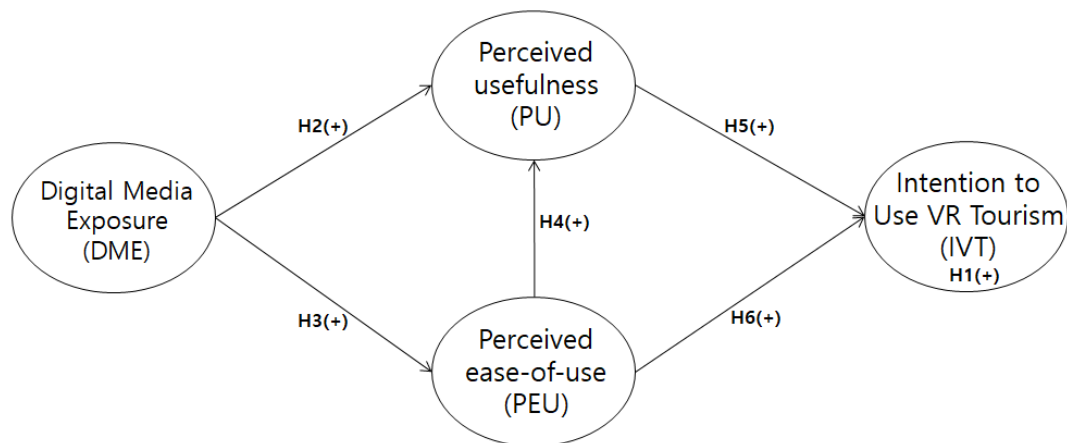 Perceived
usefulness
(PU)
H2(+)
H5(+)
Digital Media
Exposure
(DME)
H4(+)
Intention to
Use VR Tourism
(IVT)
H1(+)
H3(+)
H6(+)
Perceived
ease-of-use
(PEU)